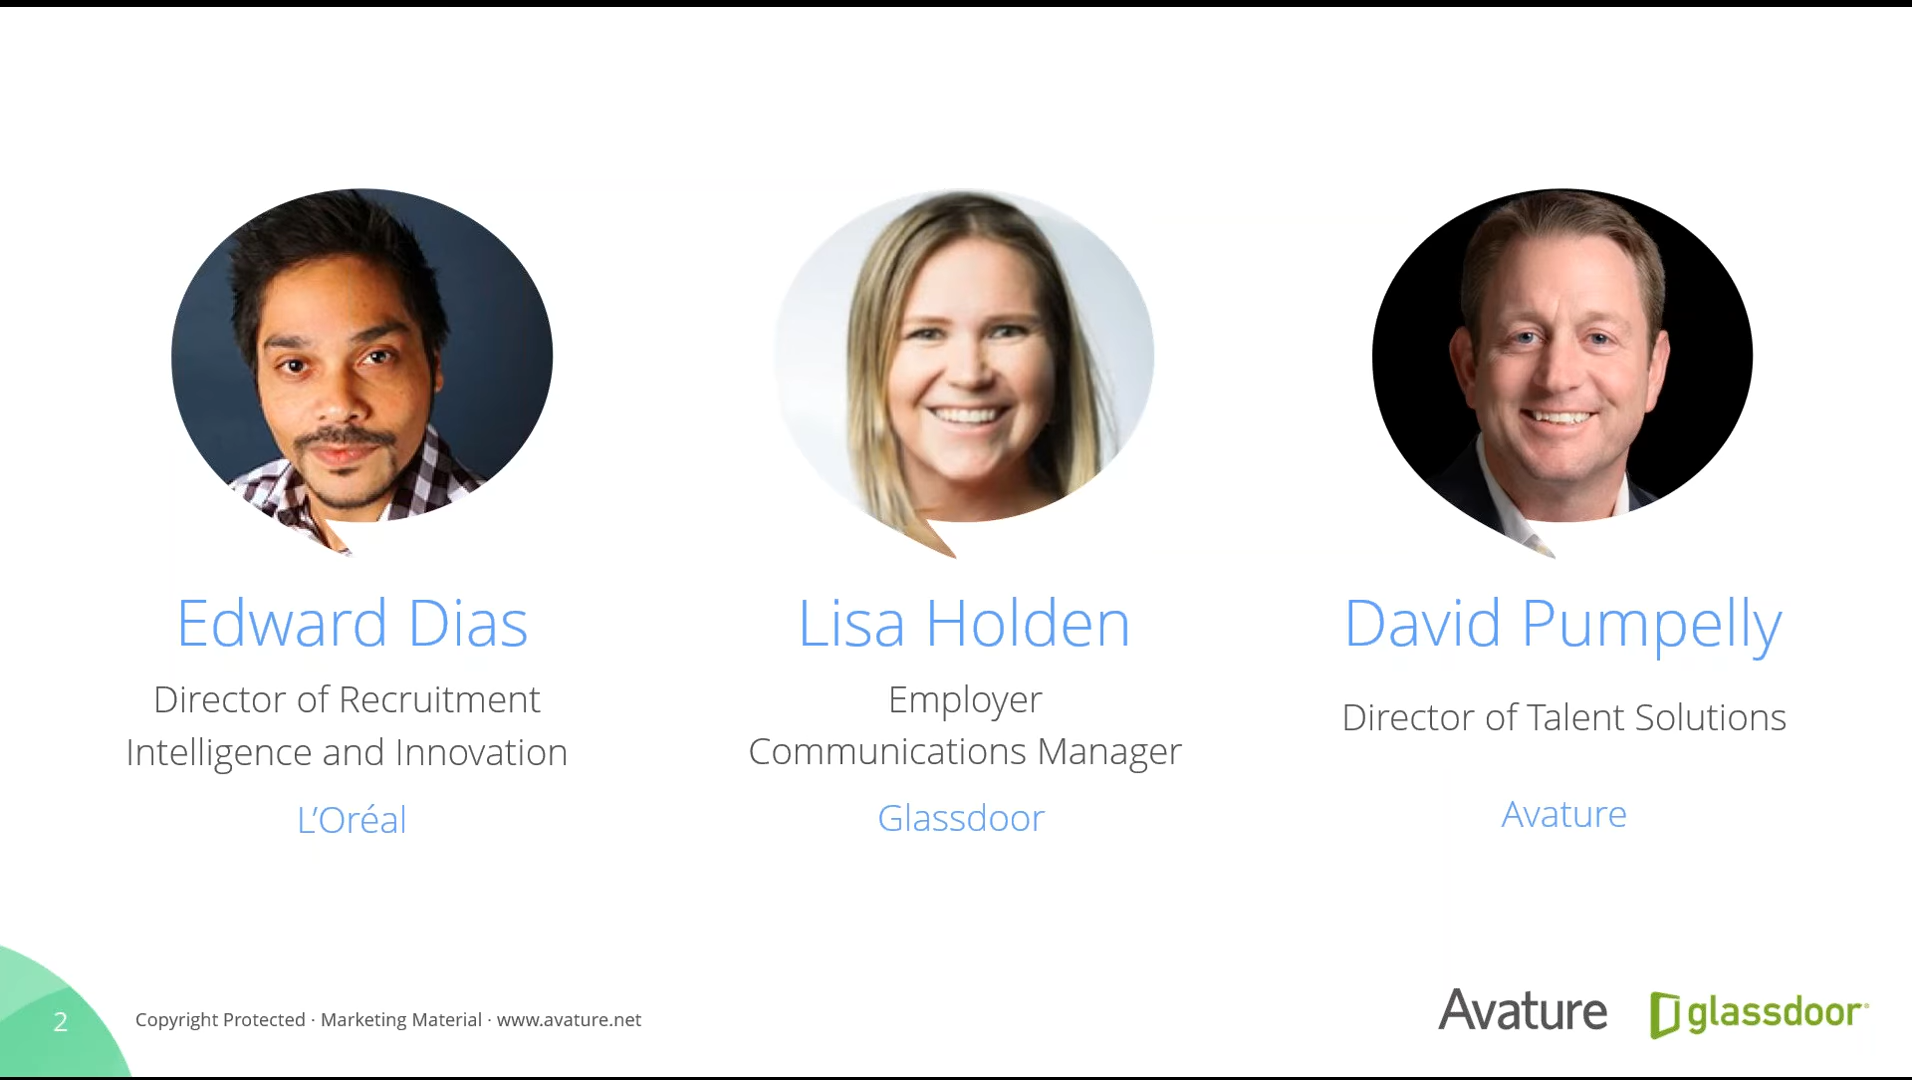 Edward Dias
Director of Recruitment
Intelligence and Innovation
L’Oréal
Lisa Holden
Employer
Communications Manager
Glassdoor
David Pumpelly
Director of Talent Solutions
Avature
2
Copyright Protected · Marketing Material · www.avature.net
Avature
glassdoor®